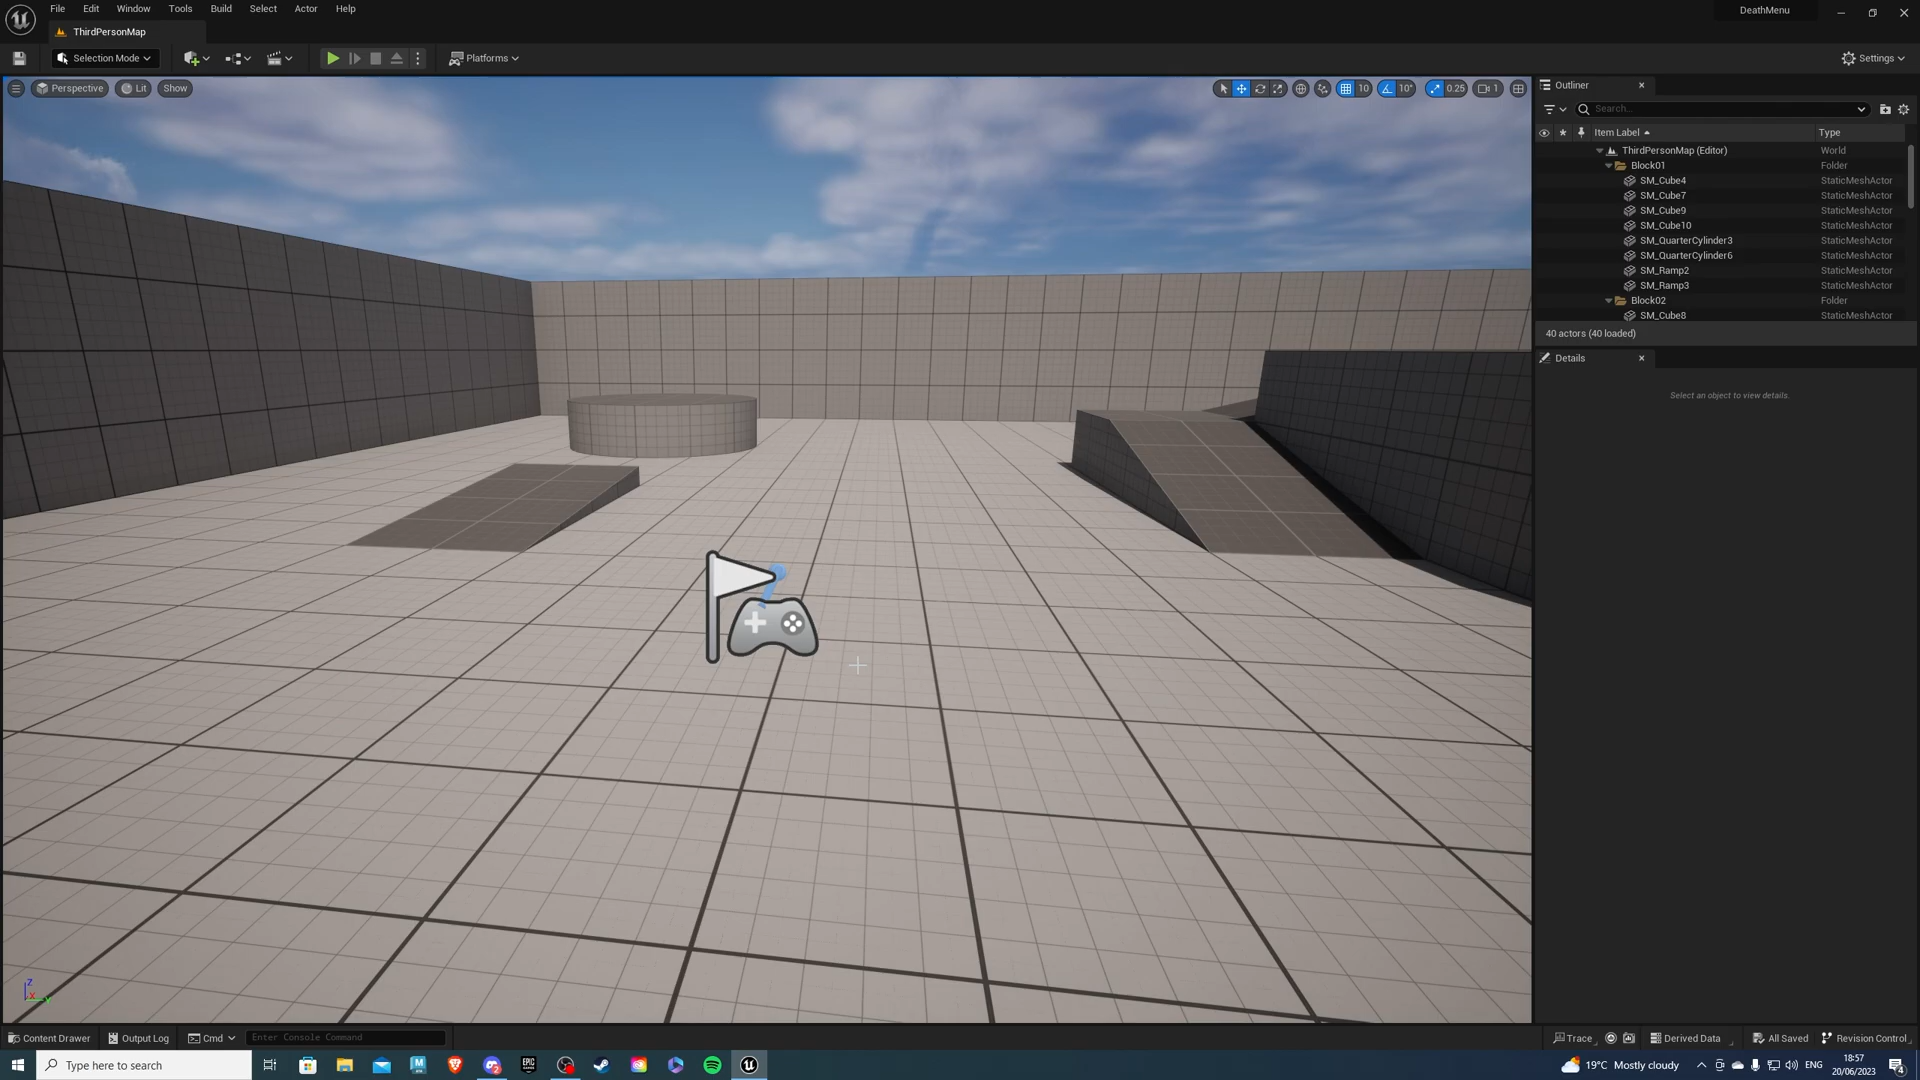 File Edit Window Tools Build Select Actor Help DeathMenu
ThirdPersonMap
Selection Mode Platforms Settings
Perspective Lit Show 10 10° 0.25 1
Outliner
Search...
Item Label Type
ThirdPersonMap (Editor) World
Block01 Folder
SM_Cube4 StaticMeshActor
SM_Cube7 StaticMeshActor
SM_Cube9 StaticMeshActor
SM_Cube10 StaticMeshActor
SM_QuarterCylinder3 StaticMeshActor
SM_QuarterCylinder6 StaticMeshActor
SM_Ramp2 StaticMeshActor
SM_Ramp3 StaticMeshActor
Block02 Folder
SM_Cube8 StaticMeshActor
40 actors (40 loaded)
Details
Select an object to view details.
Z
X Y
Content Drawer Output Log Cmd Enter Console Command Trace Derived Data All Saved Revision Control
Type here to search EPIC GAMES 19°C Mostly cloudy ENG 18:57
20/06/2023 4